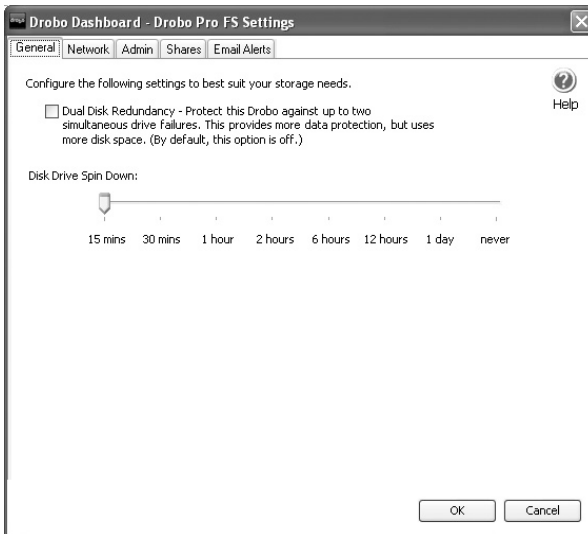 Drobo Dashboard - Drobo Pro FS Settings
General Network Admin Shares Email Alerts
Configure the following settings to best suit your storage needs.
Help
Dual Disk Redundancy - Protect this Drobo against up to two
simultaneous drive failures. This provides more data protection, but uses
more disk space. (By default, this option is off.)
Disk Drive Spin Down:
15 mins 30 mins 1 hour 2 hours 6 hours 12 hours 1 day never
OK Cancel